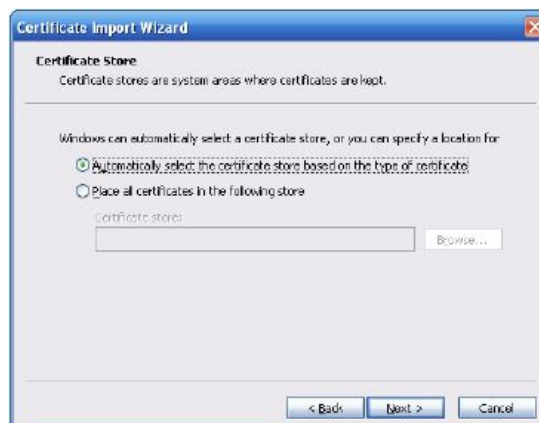 Certificate Import Wizard
Certificate Store
Certificate stores are system areas where certificates are kept.
Windows can automatically select a certificate store, or you can specify a location for
Automatically select the certificate store based on the type of certificate
Place all certificates in the following store
Certificate store:
Browse...
< Back
Next >
Cancel